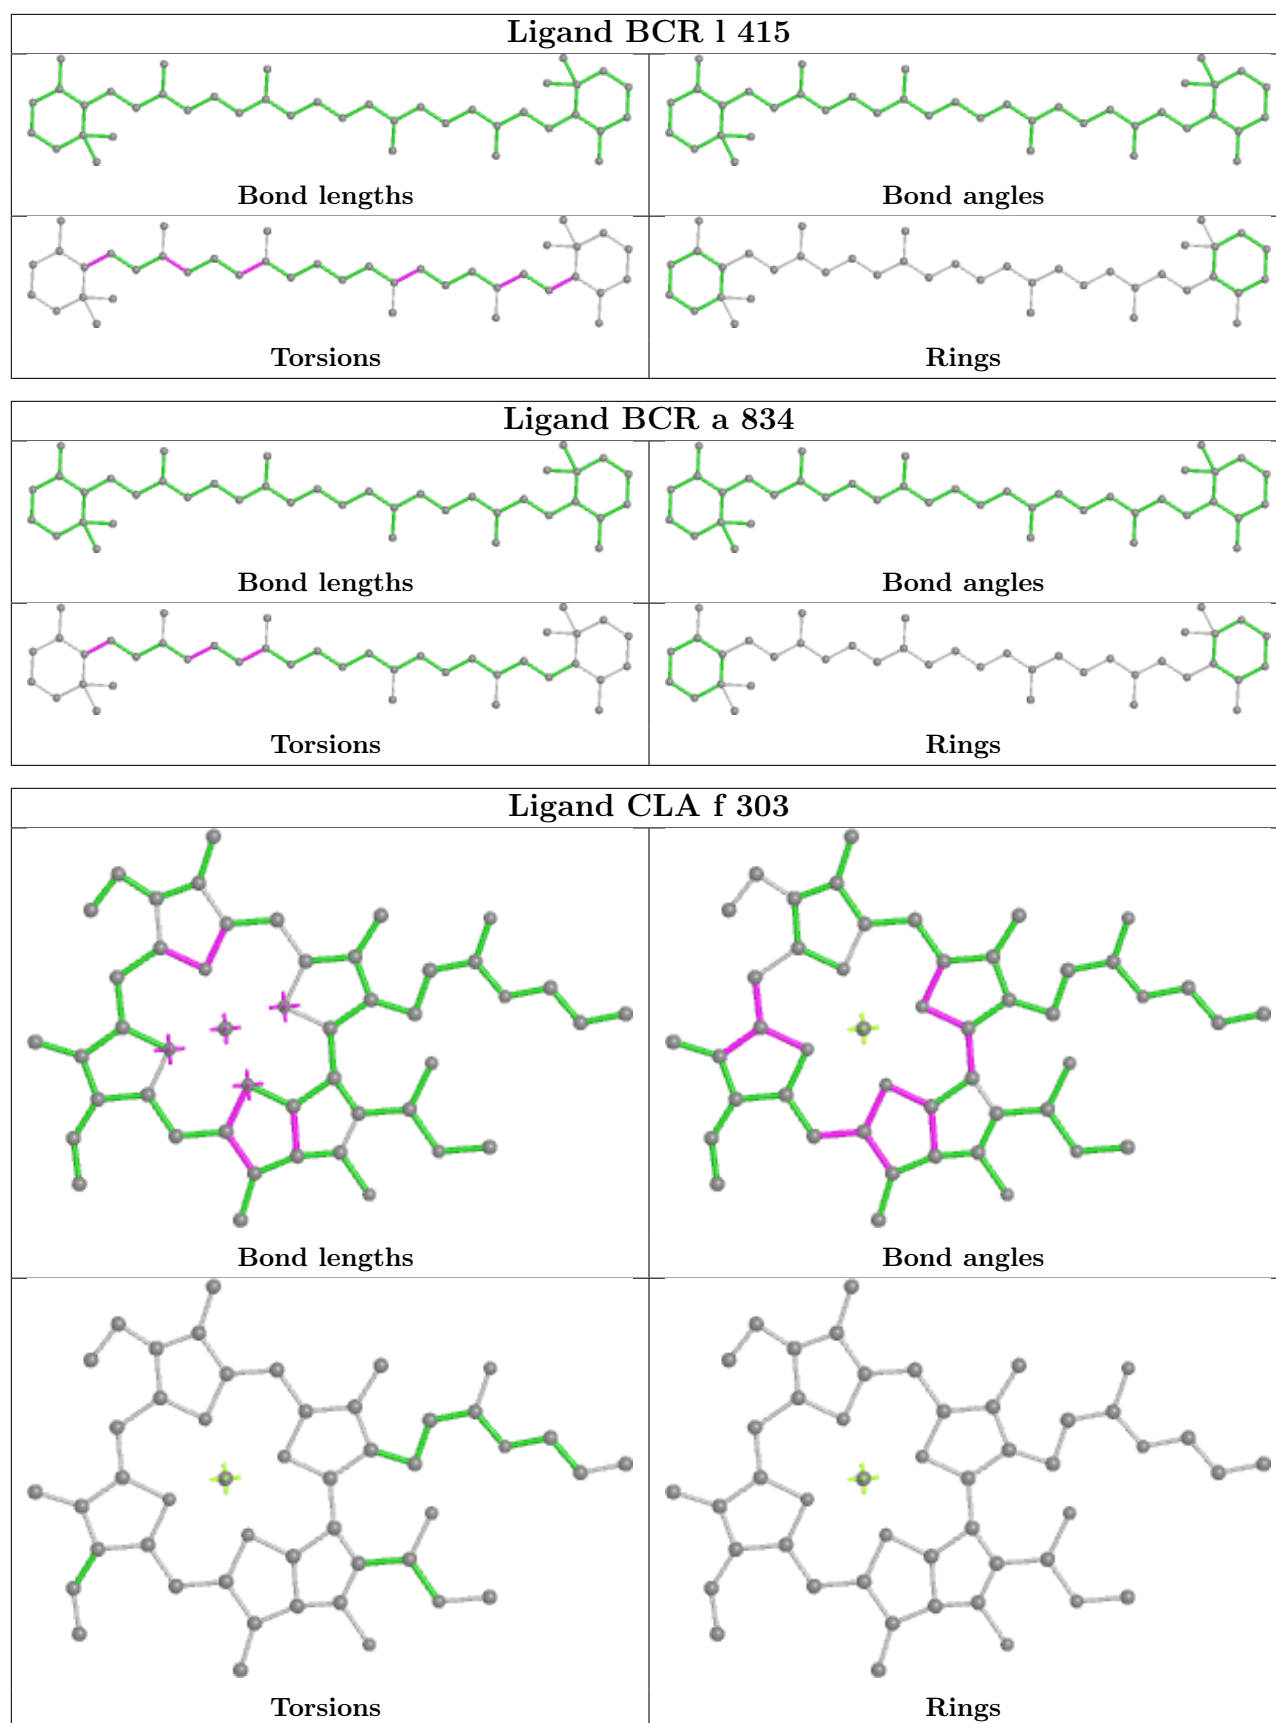 Ligand BCR l 415
Bond lengths
Bond angles
Torsions
Rings
Ligand BCR a 834
Bond lengths
Bond angles
Torsions
Rings
Ligand CLA f 303
Bond lengths
Bond angles
Torsions
Rings